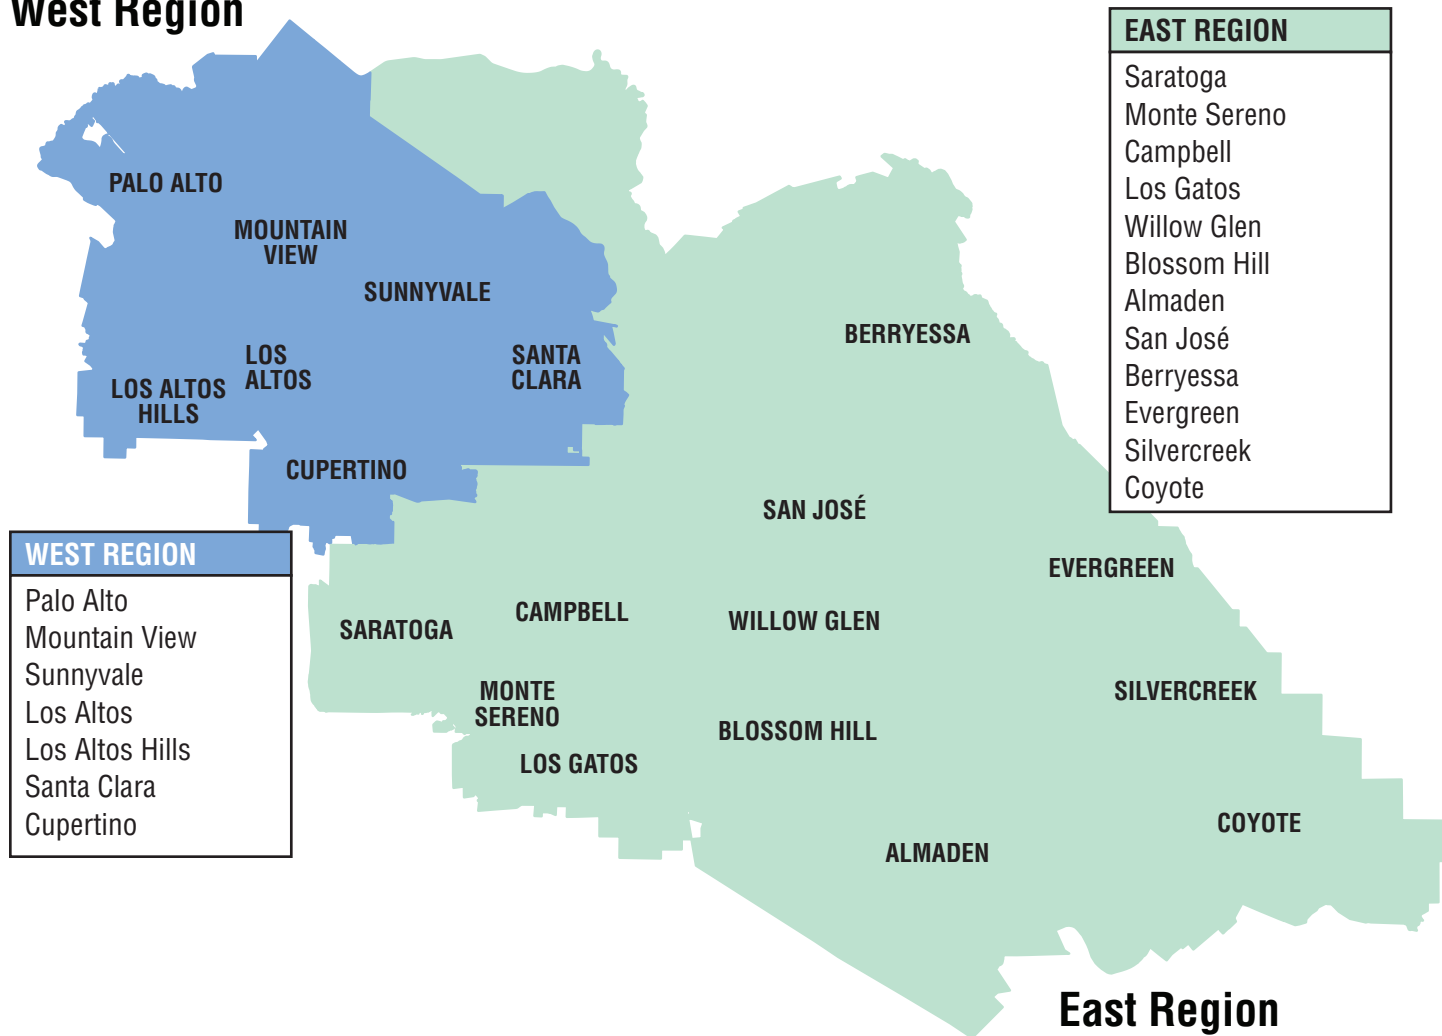 West Region
EAST REGION
Saratoga
Monte Sereno
Campbell
Los Gatos
Willow Glen
Blossom Hill
Almaden
San José
Berryessa
Evergreen
Silvercreek
Coyote
PALO ALTO
MOUNTAIN
VIEW
SUNNYVALE
LOS
ALTOS
SANTA
CLARA
LOS ALTOS
HILLS
CUPERTINO
BERRYESSA
SAN JOSÉ
EVERGREEN
WEST REGION
Palo Alto
Mountain View
Sunnyvale
Los Altos
Los Altos Hills
Santa Clara
Cupertino
SARATOGA
CAMPBELL
WILLOW GLEN
MONTE
SERENO
SILVERCREEK
BLOSSOM HILL
LOS GATOS
COYOTE
ALMADEN
East Region